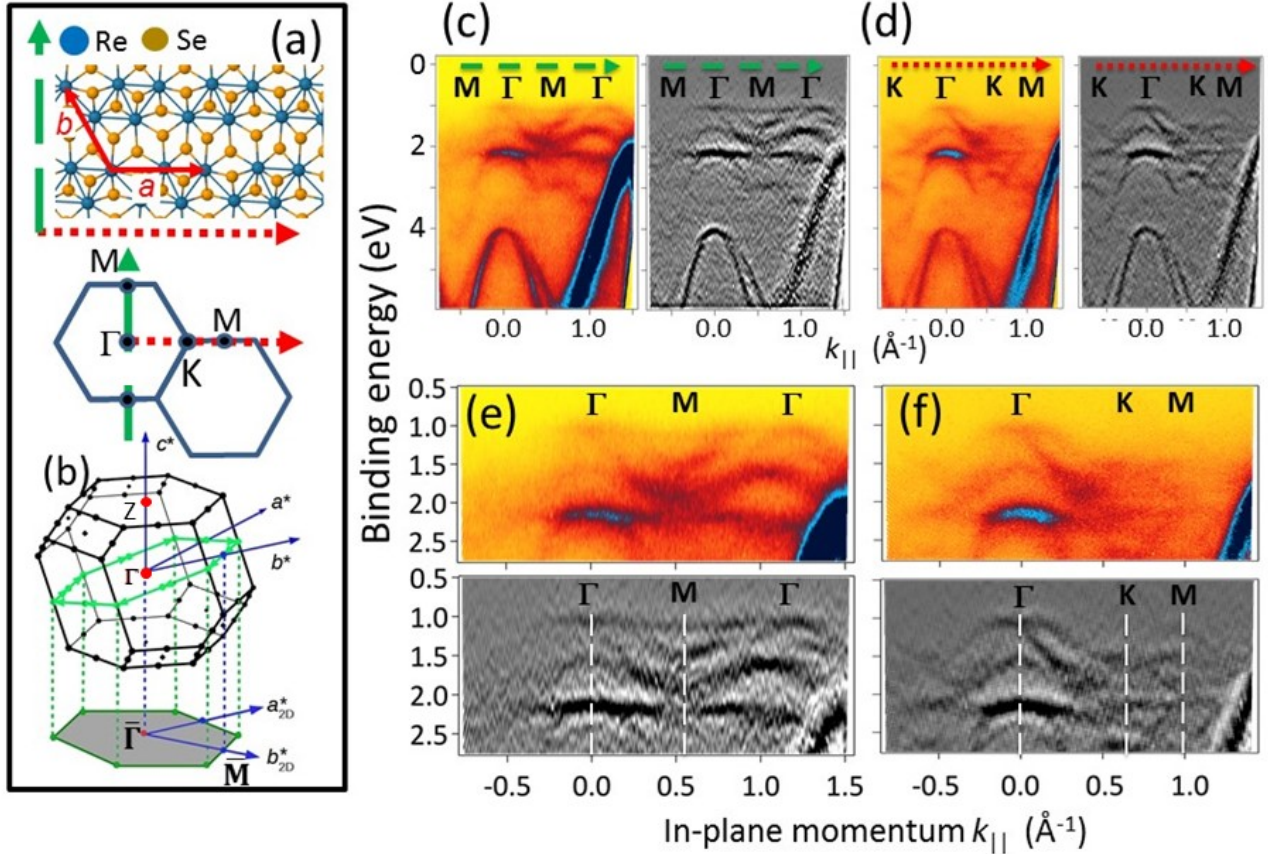 Re Se (a)
b
a
M
Γ M
K
(b) c*
Z a*
Γ b*
Γ̅ a*2D
b*2D
M̅
Binding energy (eV)
(c) (d)
0
2
4
M Γ M Γ M Γ M Γ
K Γ K M K Γ K M
0.0 1.0 0.0 1.0 0.0 1.0 0.0 1.0
k|| (Å-1)
(e) (f)
0.5
1.0
1.5
2.0
2.5
Γ M Γ
Γ K M
0.5
1.0
1.5
2.0
2.5
Γ M Γ
Γ K M
-0.5 0.0 0.5 1.0 1.5 -0.5 0.0 0.5 1.0
In-plane momentum k|| (Å-1)